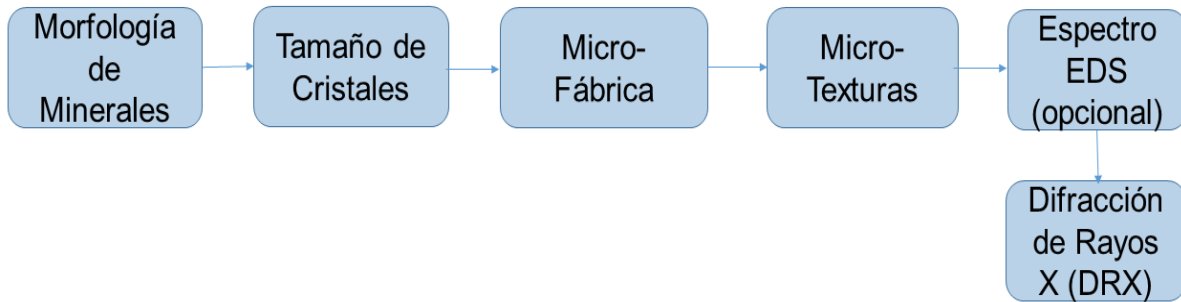 Morfología
de
Minerales
Tamaño de
Cristales
Micro-
Fábrica
Micro-
Texturas
Espectro
EDS
(opcional)
Difracción
de Rayos
X (DRX)